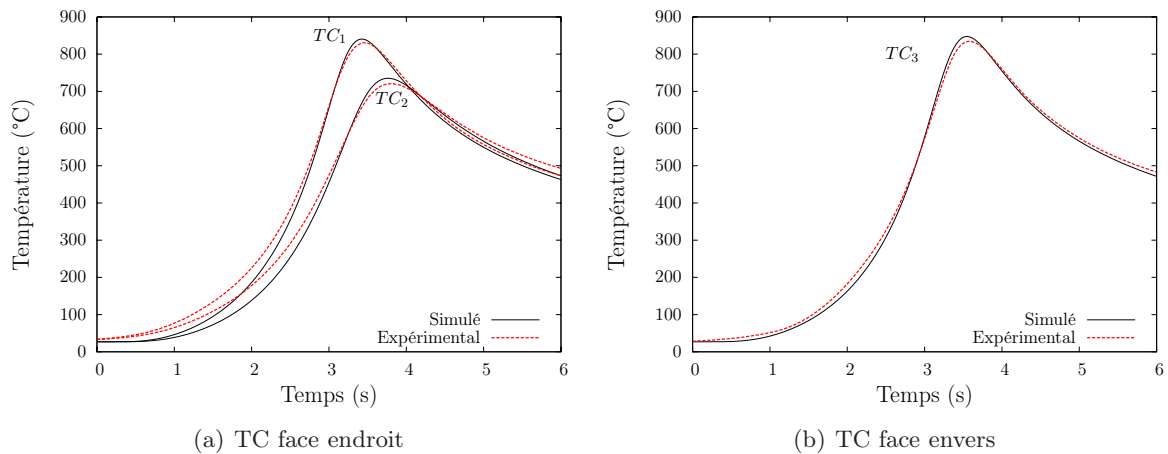 900
800
700
600
500
400
300
200
100
0
0 1 2 3 4 5 6
Température (°C)
Temps (s)
TC1
TC2
Simulé
Expérimental
(a) TC face endroit
900
800
700
600
500
400
300
200
100
0
0 1 2 3 4 5 6
Température (°C)
Temps (s)
TC3
Simulé
Expérimental
(b) TC face envers